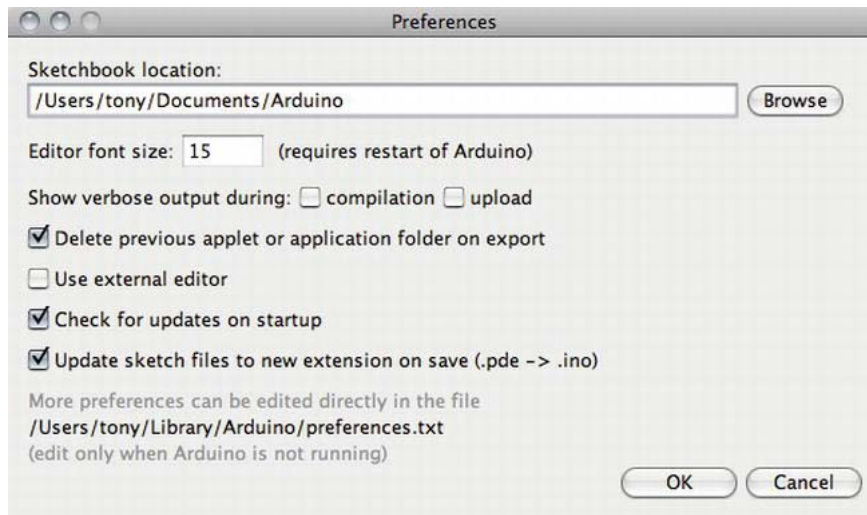 Preferences
Sketchbook location:
/Users/tony/Documents/Arduino
Browse
Editor font size: 15 (requires restart of Arduino)
Show verbose output during: compilation upload
Delete previous applet or application folder on export
Use external editor
Check for updates on startup
Update sketch files to new extension on save (.pde -> .ino)
More preferences can be edited directly in the file
/Users/tony/Library/Arduino/preferences.txt
(edit only when Arduino is not running)
OK Cancel